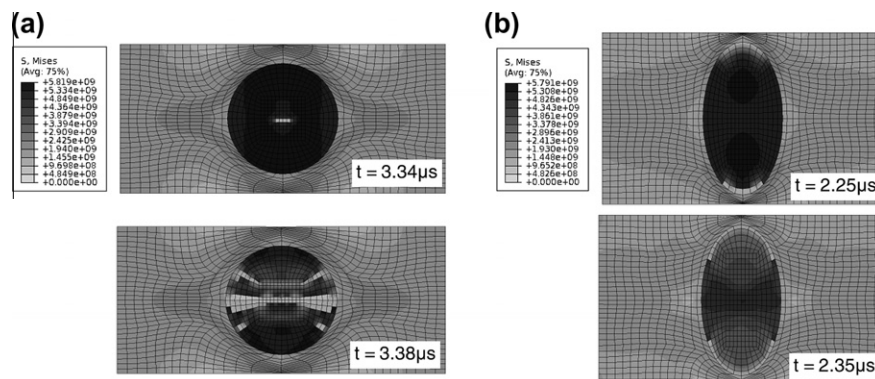 (a)
S, Mises
(Avg: 75%)
+5.819e+09
+5.334e+09
+4.849e+09
+4.364e+09
+3.879e+09
+3.394e+09
+2.909e+09
+2.425e+09
+1.940e+09
+1.455e+09
+9.698e+08
+4.849e+08
+0.000e+00
t = 3.34μs
t = 3.38μs
(b)
S, Mises
(Avg: 75%)
+5.791e+09
+5.308e+09
+4.826e+09
+4.343e+09
+3.861e+09
+3.378e+09
+2.896e+09
+2.413e+09
+1.930e+09
+1.448e+09
+9.652e+08
+4.826e+08
+0.000e+00
t = 2.25μs
t = 2.35μs